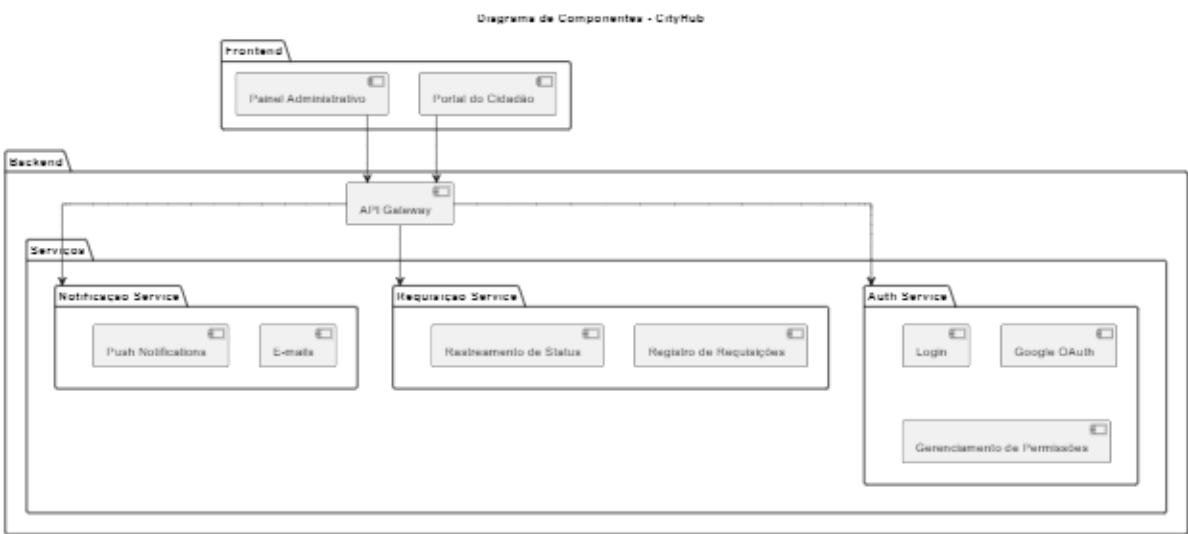 Diagrama de Componentes - CityHub
Frontend
Painel Administrativo
Portal do Cidadão
Backend
API Gateway
Serviços
Notificação Service
Push Notifications
E-mails
Requisição Service
Rastreamento de Status
Registro de Requisições
Auth Service
Login
Google OAuth
Gerenciamento de Permissões